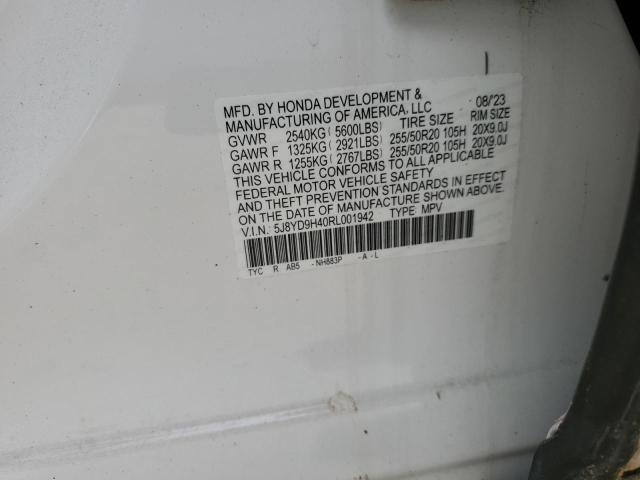 MFD. BY HONDA DEVELOPMENT & 08/'23
MANUFACTURING OF AMERICA, LLC
GVWR 2540KG( 5600LBS) TIRE SIZE RIM SIZE
GAWR F 1325KG( 2921LBS) 255/50R20 105H 20X9.0J
GAWR R 1255KG( 2767LBS) 255/50R20 105H 20X9.0J
THIS VEHICLE CONFORMS TO ALL APPLICABLE
FEDERAL MOTOR VEHICLE SAFETY
AND THEFT PREVENTION STANDARDS IN EFFECT
ON THE DATE OF MANUFACTURE SHOWN ABOVE.
V.I.N.: 5J8YD9H40RL001942 TYPE: MPV
TYC R AB5 -NH883P -A-L